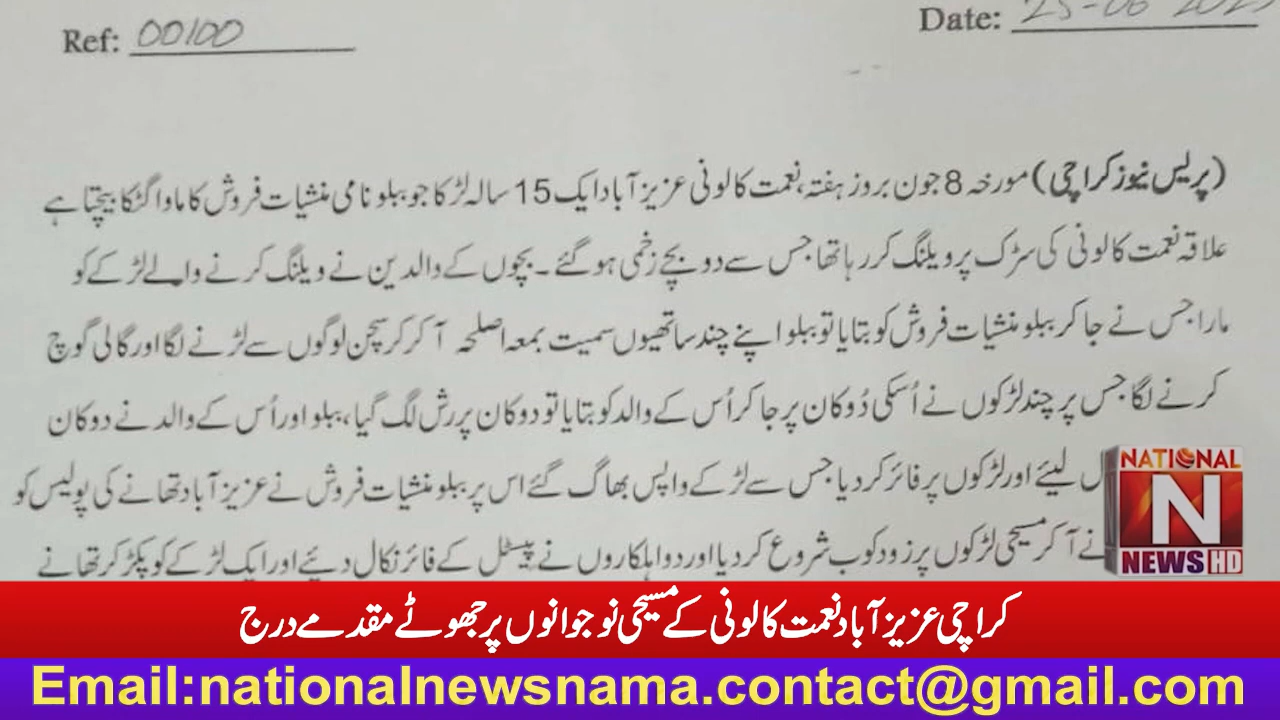 Ref: 00100
Date: 25-06-2025
(پریس نیوز کراچی) مورخہ 8 جون بروز ہفتہ، نعمت کالونی عزیز آباد ایک 15 سالہ لڑکا جو ببلو نامی منشیات فروش کا ماوا گٹکا بیچتا ہے
علاقہ نعمت کالونی کی سڑک پر ویلنگ کر رہا تھا جس سے دو بچے زخمی ہو گئے۔ بچوں کے والدین نے ویلنگ کرنے والے لڑکے کو
مارا جس نے جا کر ببلو منشیات فروش کو بتایا تو ببلو اپنے چند ساتھیوں سمیت بمعہ اصلحہ آ کر کرسچن لوگوں سے لڑنے لگا اور گالی گوچ
کرنے لگا جس پر چند لڑکوں نے اُسکی دُوکان پر جا کر اُس کے والد کو بتایا تو دوکان پر رش لگ گیا، ببلو اور اُس کے والد نے دوکان
لیئے اور لڑکوں پر فائر کر دیا جس سے لڑکے واپس بھاگ گئے اس پر ببلو منشیات فروش نے عزیز آباد تھانے کی پولیس کو
نے آ کر مسیحی لڑکوں پر زود کوب شروع کر دیا اور دو اہلکاروں نے پسٹل کے فائر نکال دیئے اور ایک لڑکے کو پکڑ کر تھانے
NATIONAL
N
NEWS HD
کراچی عزیز آباد نعمت کالونی کے مسیحی نوجوانوں پر جھوٹے مقدمے درج
Email:nationalnewsnama.contact@gmail.com